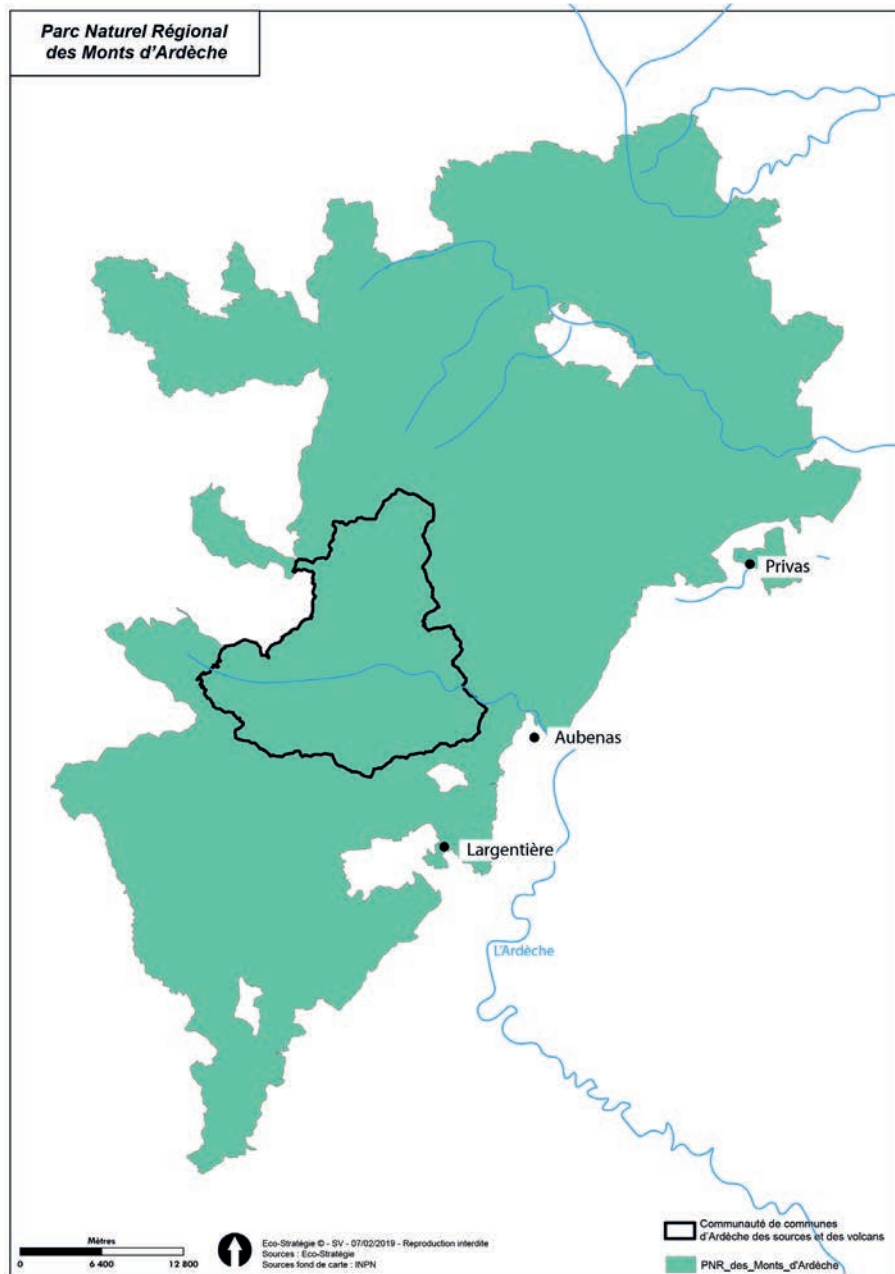 Parc Naturel Régional
des Monts d'Ardèche
Privas
Aubenas
Largentière
L'Ardèche
Mètres
0 6 400 12 800
Eco-Stratégie © - SV - 07/02/2019 - Reproduction interdite
Sources : Eco-Stratégie
Sources fond de carte : INPN
Communauté de communes
d'Ardèche des sources et des volcans
PNR_des_Monts_d'Ardèche